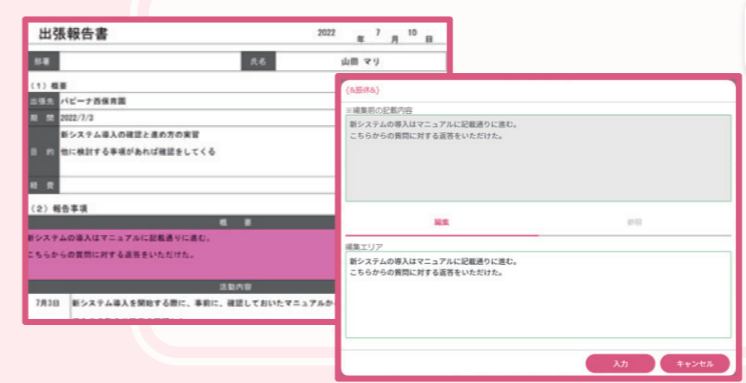 出張報告書
2022 年 7 月 10 日
部署 氏名 山田 マリ
(1) 概要
出張先 パピーナ西保育園
期 間 2022/7/3
新システム導入の確認と進め方の実習
目 的 他に検討する事項があれば確認をしてくる
経 費
(2) 報告事項
概 要
新システムの導入はマニュアルに記載通りに進む。
こちらからの質問に対する返答をいただけた。
活動内容
7月3日 新システム導入を開始する際に、事前に、確認しておいたマニュアルか
※編集前の記載内容
新システムの導入はマニュアルに記載通りに進む。
こちらからの質問に対する返答をいただけた。
編集 参照
編集エリア
新システムの導入はマニュアルに記載通りに進む。
こちらからの質問に対する返答をいただけた。
入力 キャンセル